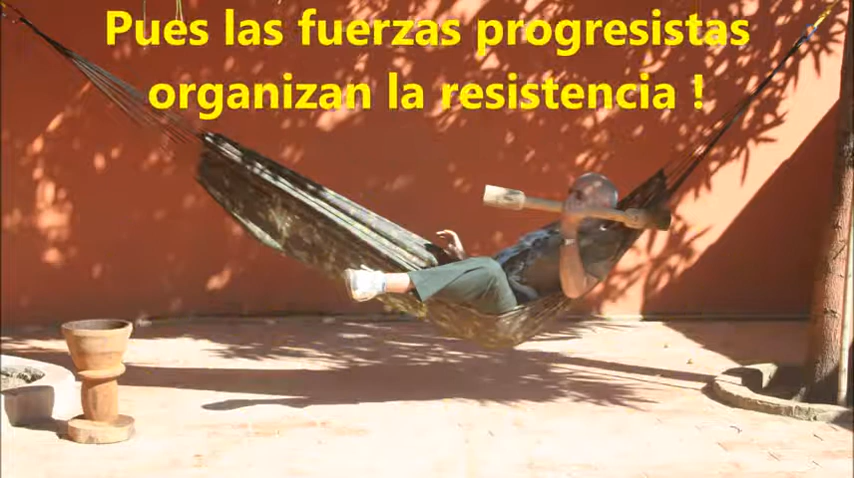 Pues las fuerzas progresistas
organizan la resistencia !